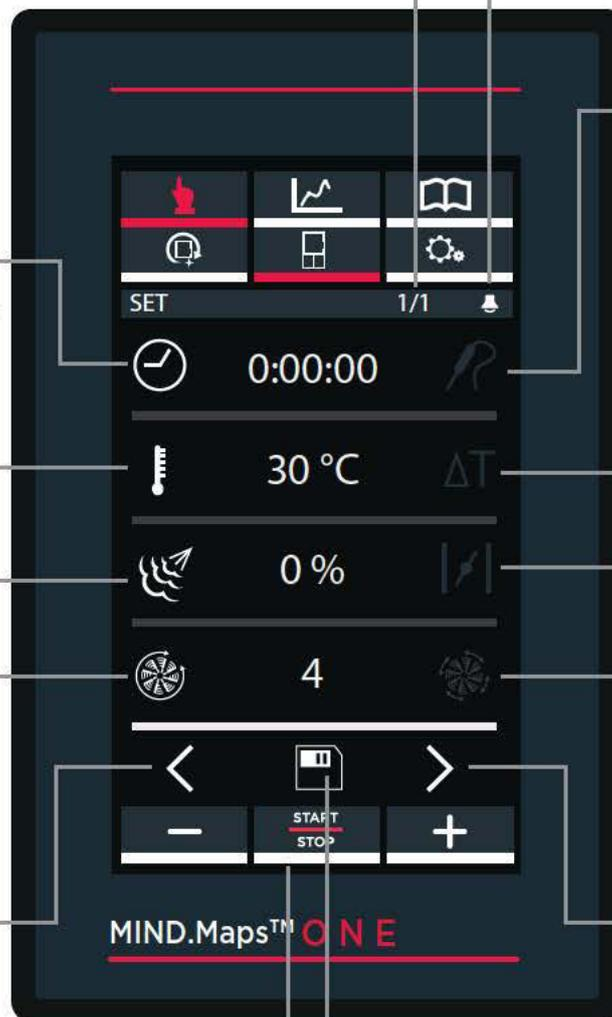 SET 1/1
0:00:00
30 °C ΔT
0 %
4
START
STOP
MIND.Maps™ ONE